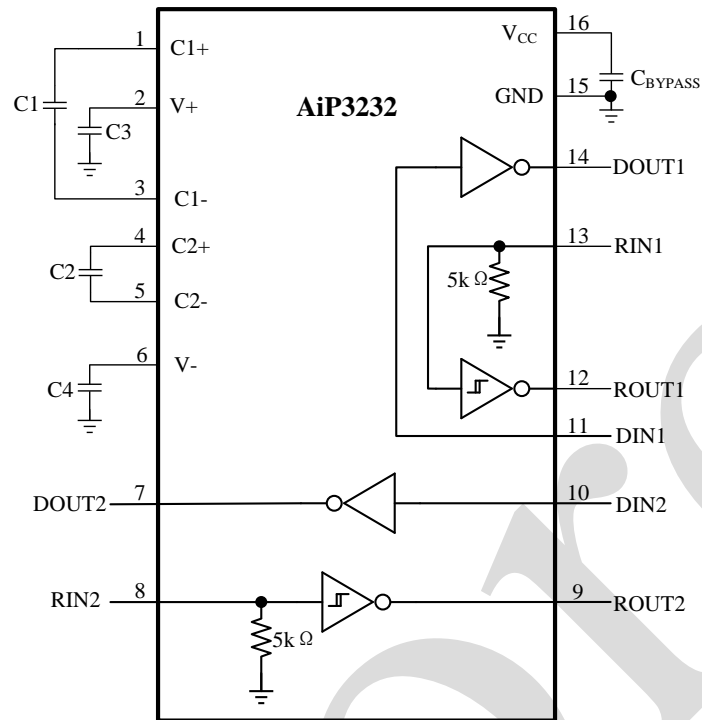 AiP3232
1
C1+
C1
2
V+
C3
3
C1-
4
C2+
C2
5
C2-
6
V-
C4
DOUT2
7
RIN2
8
5k Ω
VCC
16
CBYPASS
GND
15
14
DOUT1
13
RIN1
5k Ω
12
ROUT1
11
DIN1
10
DIN2
9
ROUT2